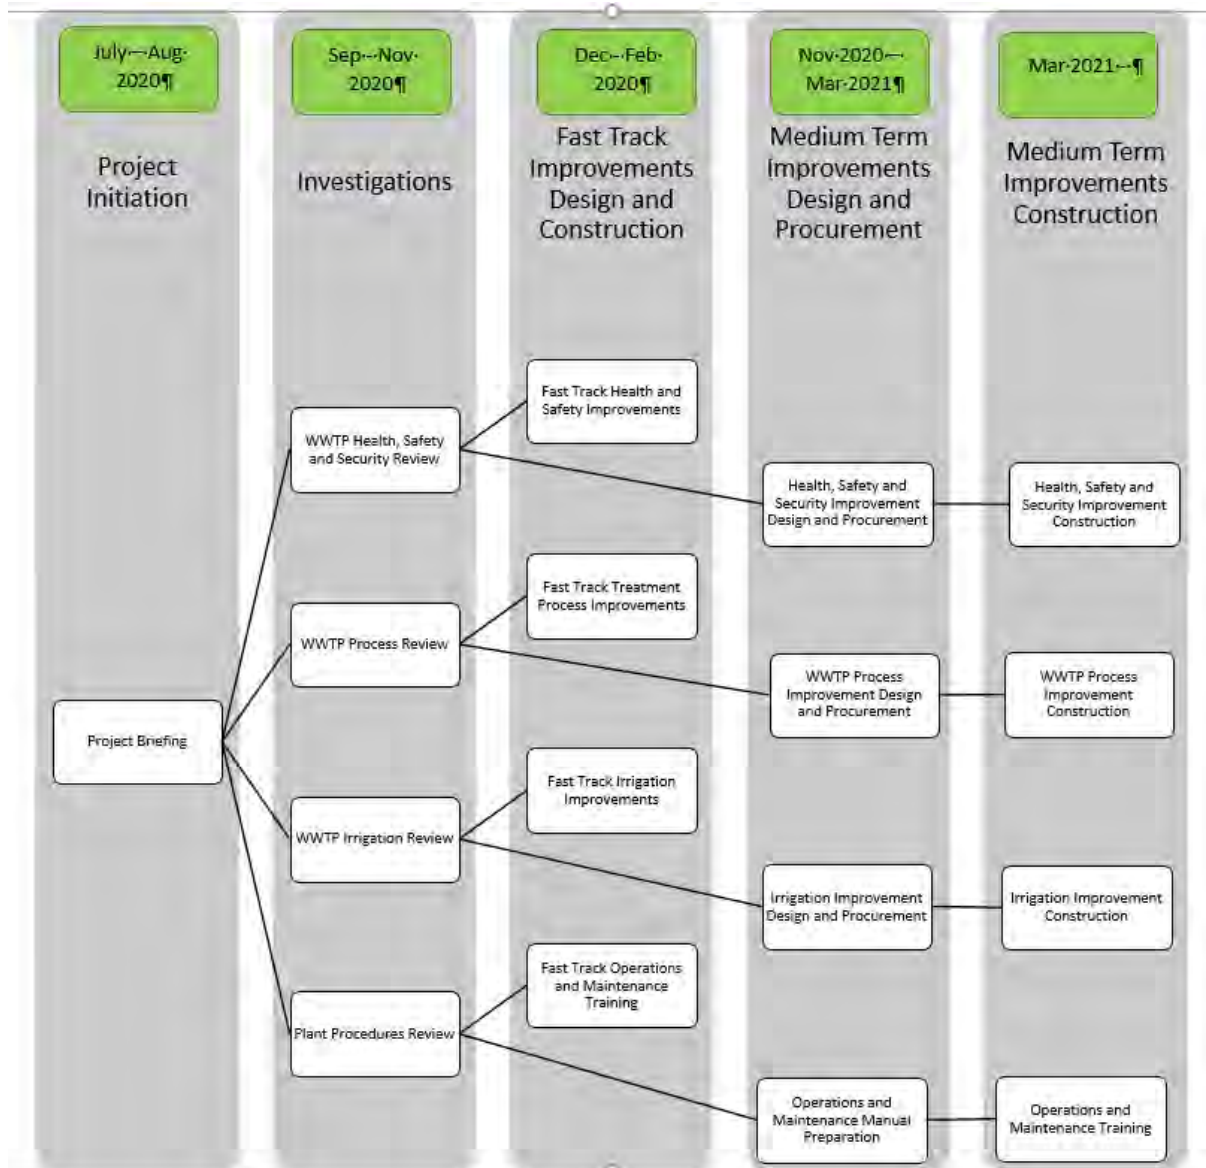 July·–·Aug·
2020¶
Sep·–·Nov·
2020¶
Dec·–·Feb·
2020¶
Nov·2020·–·
Mar·2021¶
Mar·2021·–·¶
Project
Initiation
Investigations
Fast Track
Improvements
Design and
Construction
Medium Term
Improvements
Design and
Procurement
Medium Term
Improvements
Construction
Project Briefing
WWTP Health, Safety
and Security Review
WWTP Process Review
WWTP Irrigation Review
Plant Procedures Review
Fast Track Health and
Safety Improvements
Fast Track Treatment
Process Improvements
Fast Track Irrigation
Improvements
Fast Track Operations
and Maintenance
Training
Health, Safety and
Security Improvement
Design and Procurement
WWTP Process
Improvement Design
and Procurement
Irrigation Improvement
Design and Procurement
Operations and
Maintenance Manual
Preparation
Health, Safety and
Security Improvement
Construction
WWTP Process
Improvement
Construction
Irrigation Improvement
Construction
Operations and
Maintenance Training